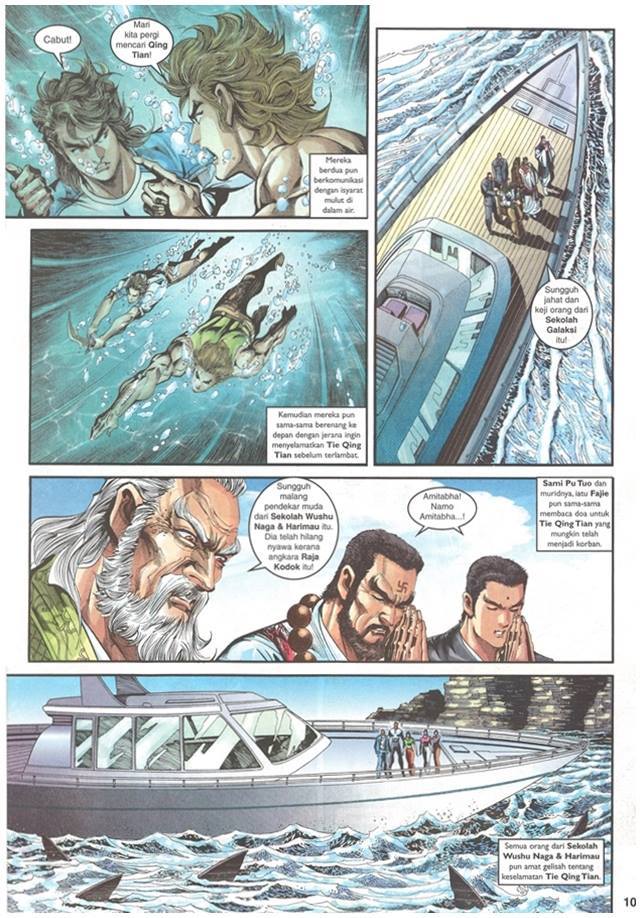 Cabut!
Mari
kita pergi
mencari Qing
Tian!
Mereka
berdua pun
berkomunikasi
dengan isyarat
mulut di
dalam air.
Sungguh
jahat dan
keji orang dari
Sekolah
Galaksi
itu!
Kemudian mereka pun
sama-sama berenang ke
depan dengan jerana ingin
menyelamatkan Tie Qing
Tian sebelum terlambat.
Sungguh
malang
pendekar muda
dari Sekolah Wushu
Naga & Harimau itu.
Dia telah hilang
nyawa kerana
angkara Raja
Kodok itu!
Amitabha!
Namo
Amitabha...!
Sami Pu Tuo dan
muridnya, iatu Fajie
pun sama-sama
membaca doa untuk
Tie Qing Tian yang
mungkin telah
menjadi korban.
Semua orang dari Sekolah
Wushu Naga & Harimau
pun amat gelisah tentang
keselamatan Tie Qing Tian.
10